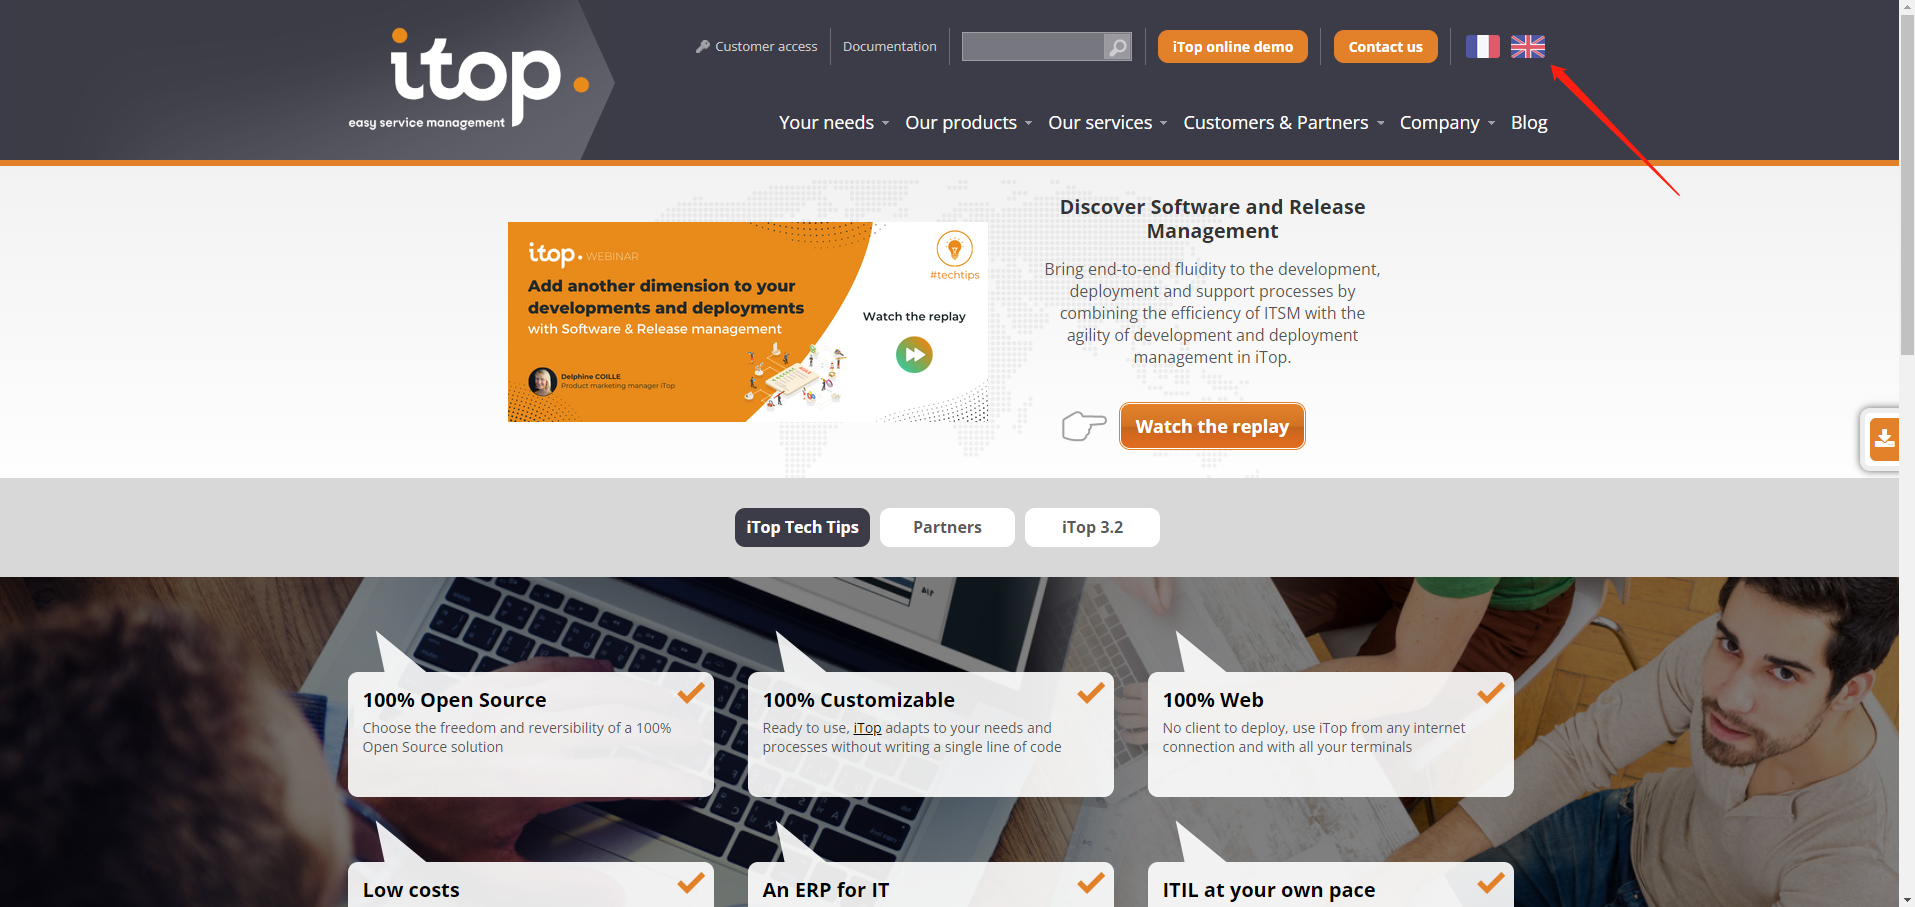 itop
easy service management
Customer access
Documentation
iTop online demo
Contact us
Your needs
Our products
Our services
Customers & Partners
Company
Blog
itop. WEBINAR
#techtips
Add another dimension to your
developments and deployments
with Software & Release management
Watch the replay
Delphine COILLE
Product marketing manager iTop
Discover Software and Release
Management
Bring end-to-end fluidity to the development,
deployment and support processes by
combining the efficiency of ITSM with the
agility of development and deployment
management in iTop.
Watch the replay
iTop Tech Tips
Partners
iTop 3.2
100% Open Source
Choose the freedom and reversibility of a 100%
Open Source solution
100% Customizable
Ready to use, iTop adapts to your needs and
processes without writing a single line of code
100% Web
No client to deploy, use iTop from any internet
connection and with all your terminals
Low costs
An ERP for IT
ITIL at your own pace